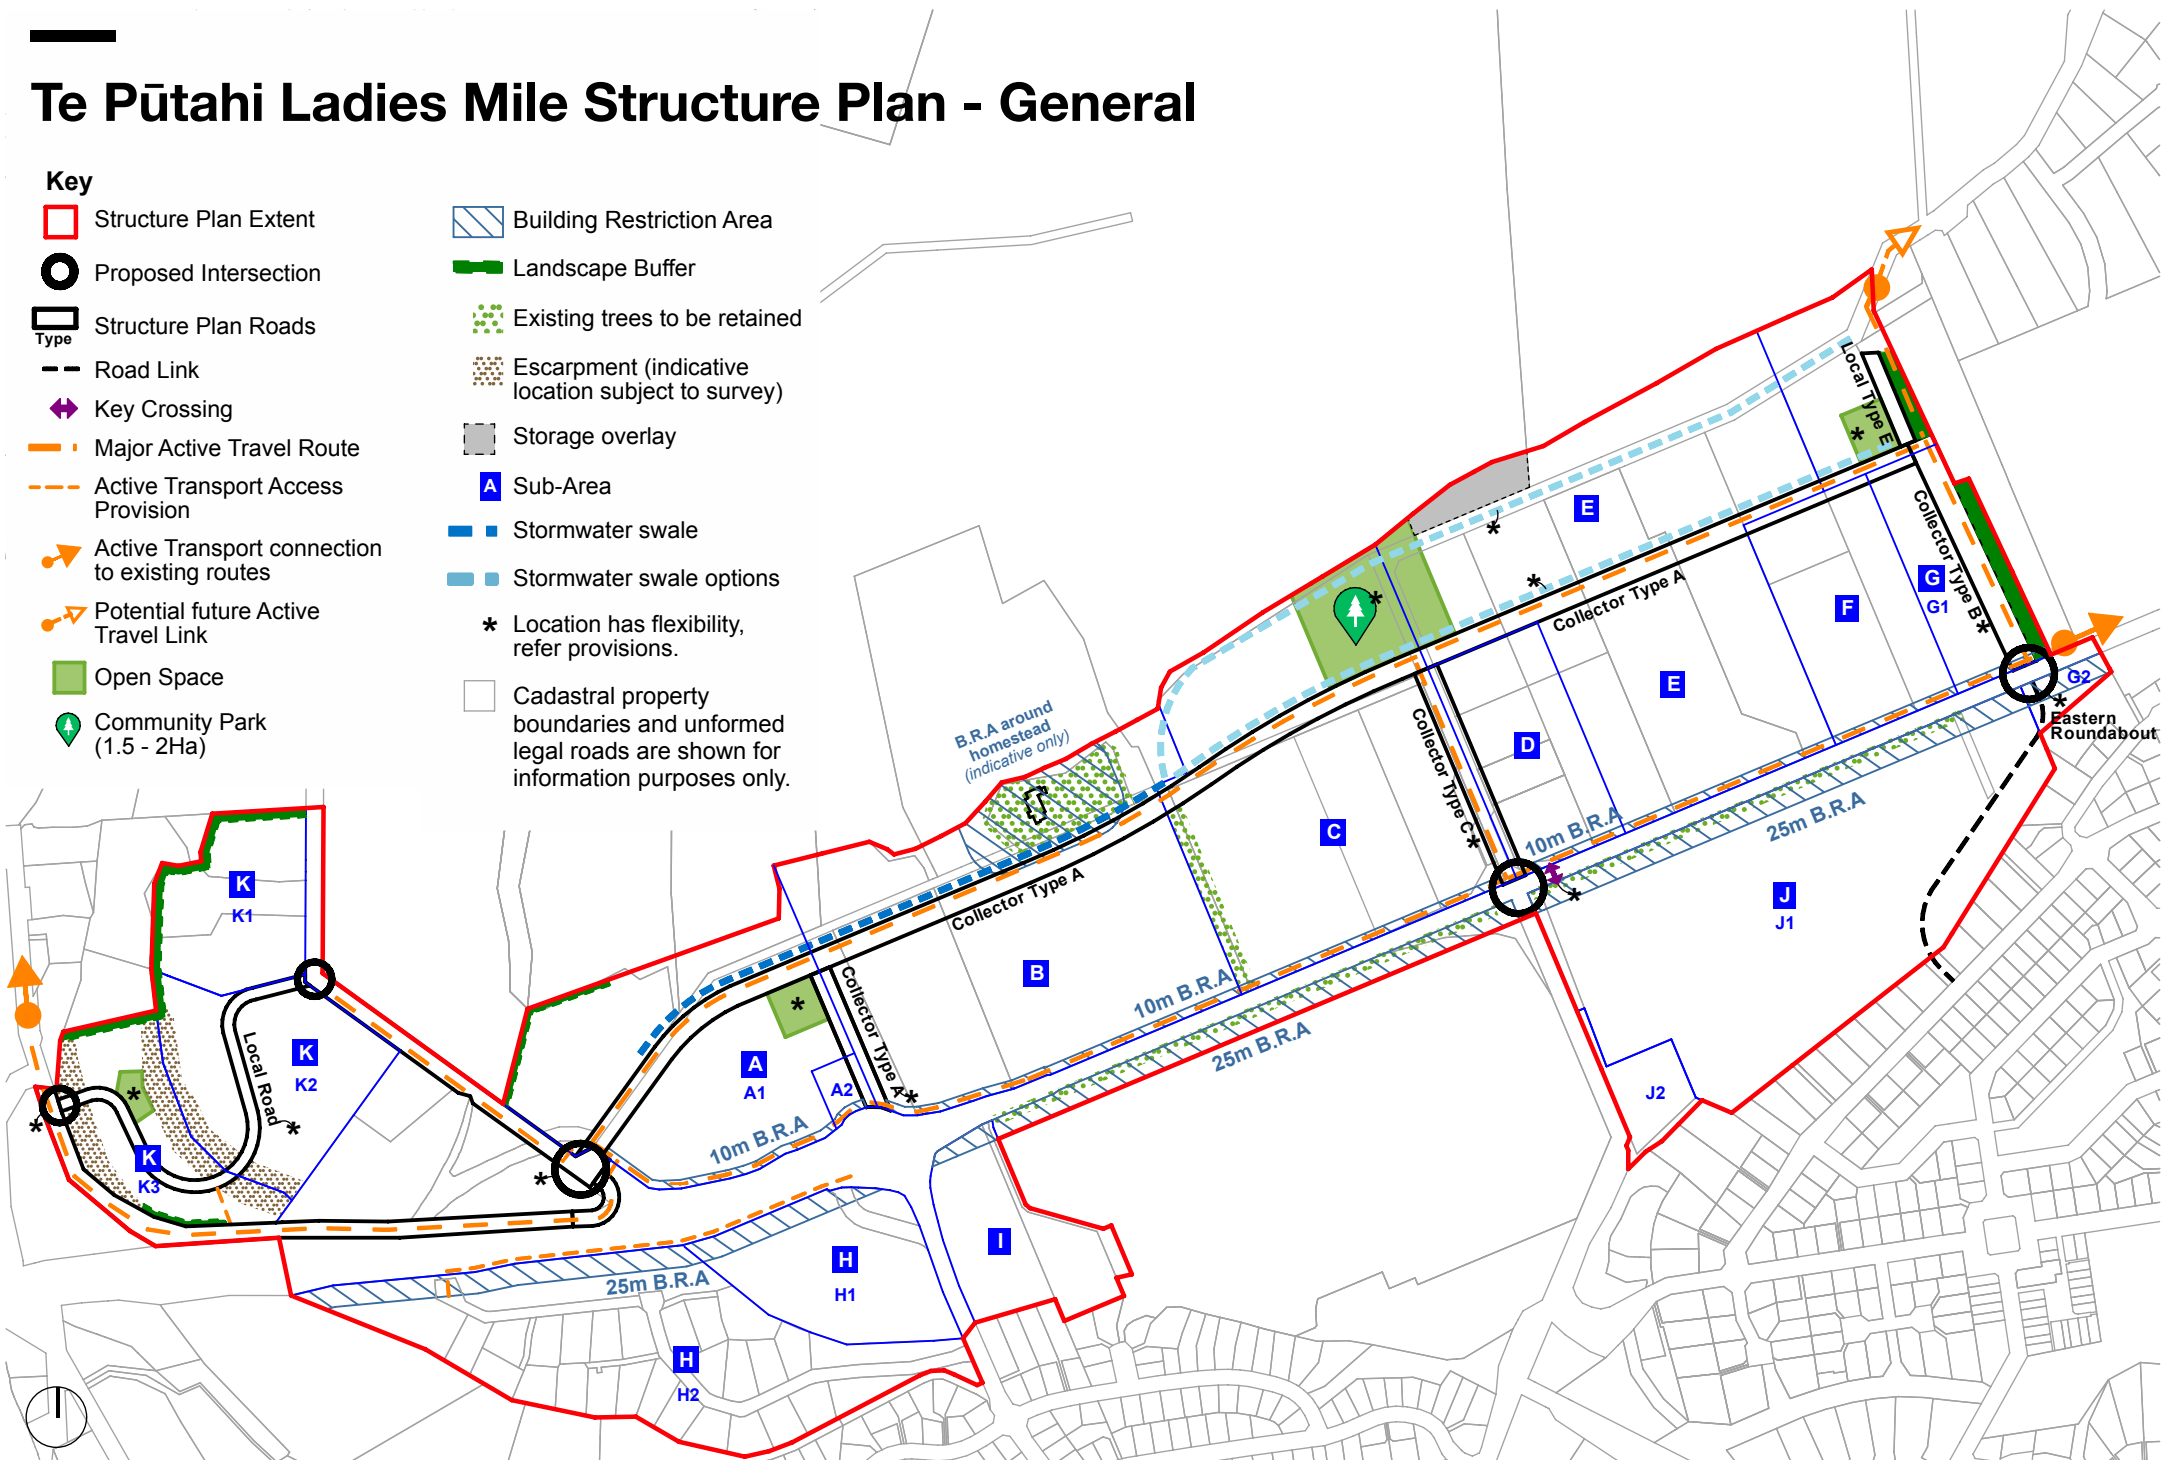 Te Pūtahi Ladies Mile Structure Plan - General
Key
Structure Plan Extent
Proposed Intersection
Type
Structure Plan Roads
Road Link
Key Crossing
Major Active Travel Route
Active Transport Access
Provision
Active Transport connection
to existing routes
Potential future Active
Travel Link
Open Space
Community Park
(1.5 - 2Ha)
Building Restriction Area
Landscape Buffer
Existing trees to be retained
Escarpment (indicative
location subject to survey)
Storage overlay
A
Sub-Area
Stormwater swale
Stormwater swale options
* Location has flexibility,
refer provisions.
Cadastral property
boundaries and unformed
legal roads are shown for
information purposes only.
B.R.A around
homestead
(indicative only)
Local Type E
*
E
*
*
*
Collector Type A
Collector Type B
*
G
G1
F
E
G2
*
Eastern
Roundabout
Collector Type C
*
D
C
10m B.R.A
25m B.R.A
*
J
J1
J2
Collector Type A
B
10m B.R.A
25m B.R.A
Collector Type A
*
*
A
A1
A2
10m B.R.A
*
K
K1
K
K2
Local Road
*
*
*
K
K3
25m B.R.A
H
H1
I
H
H2